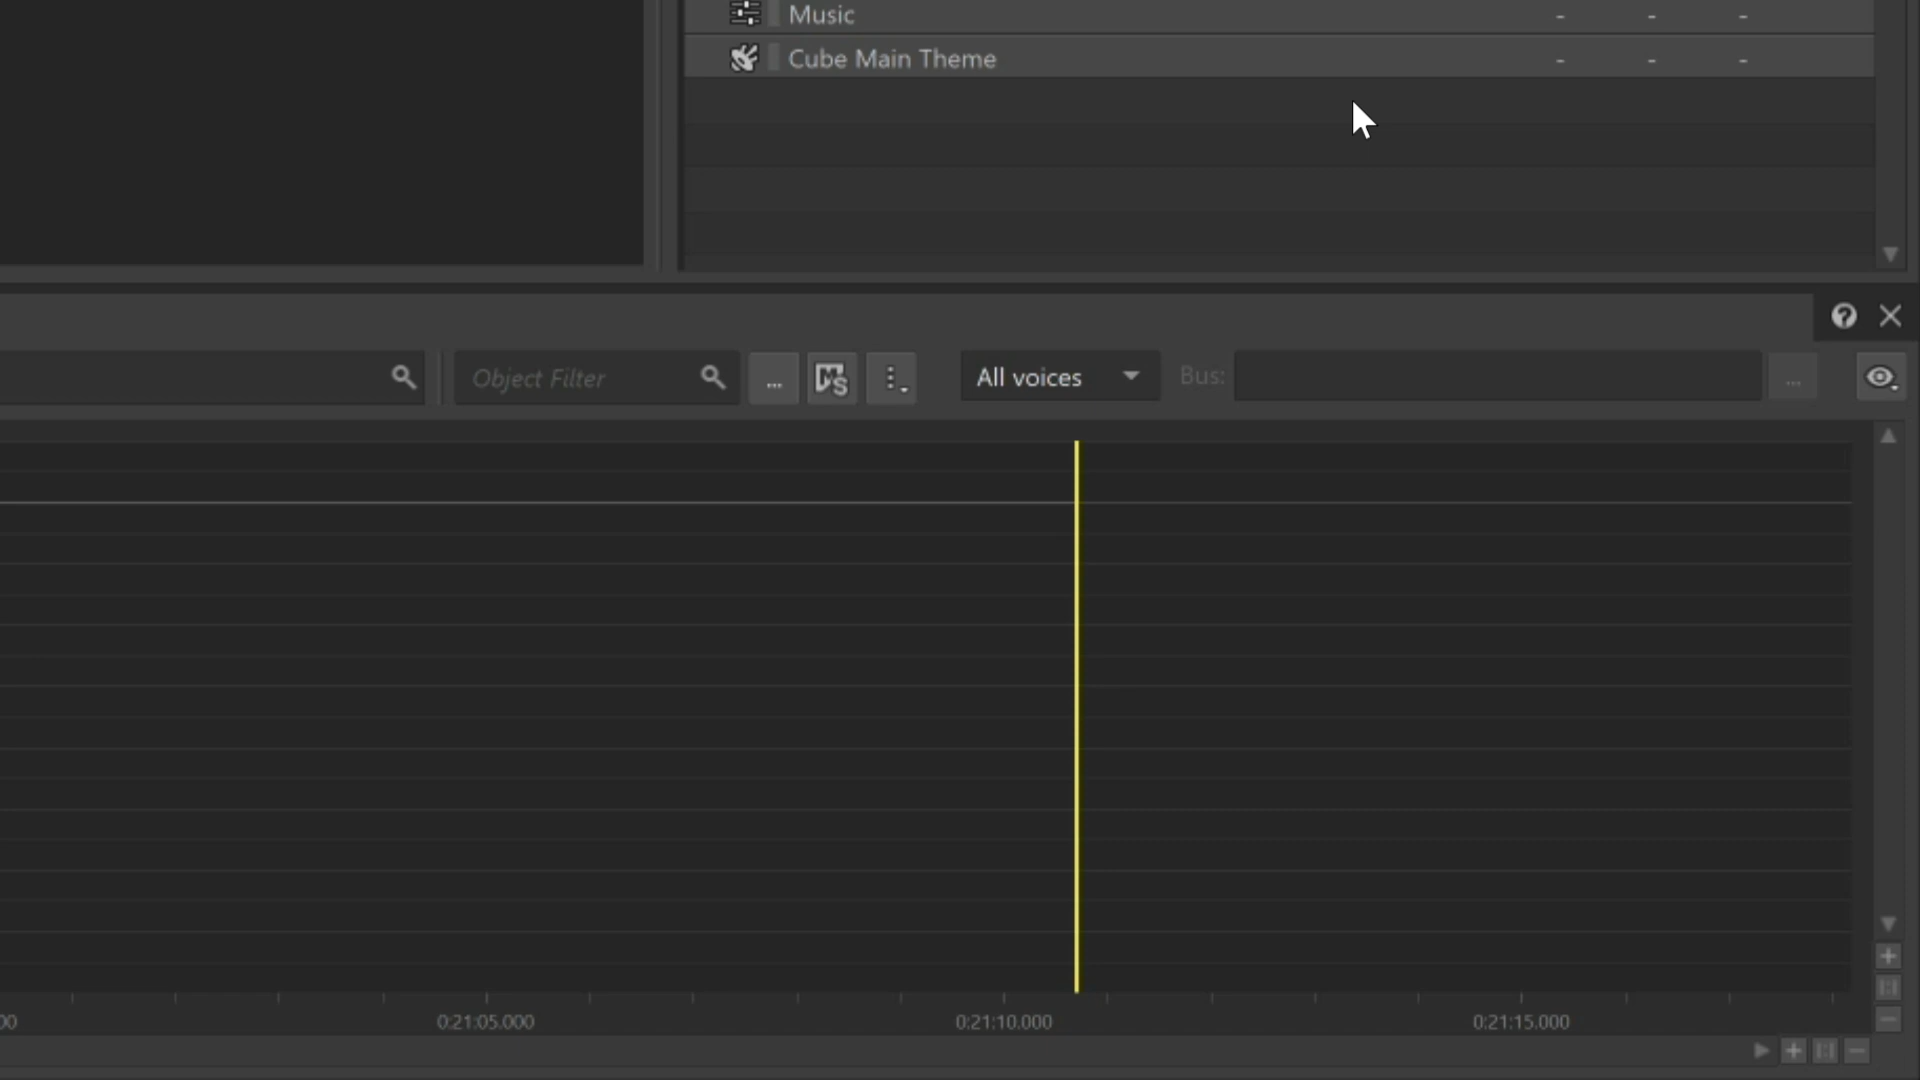 Music - - -
Cube Main Theme - - -
Object Filter ... MS All voices Bus: ...
00 0:21:05.000 0:21:10.000 0:21:15.000